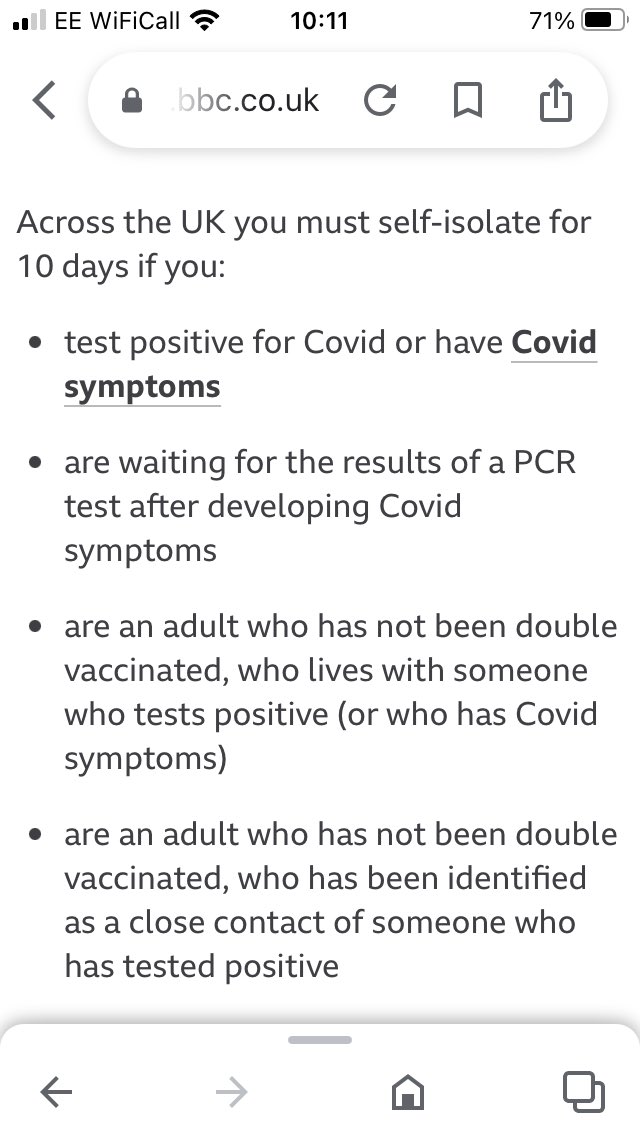 EE WiFiCall 10:11 71%
.bbc.co.uk
Across the UK you must self-isolate for
10 days if you:
• test positive for Covid or have Covid
symptoms
• are waiting for the results of a PCR
test after developing Covid
symptoms
• are an adult who has not been double
vaccinated, who lives with someone
who tests positive (or who has Covid
symptoms)
• are an adult who has not been double
vaccinated, who has been identified
as a close contact of someone who
has tested positive